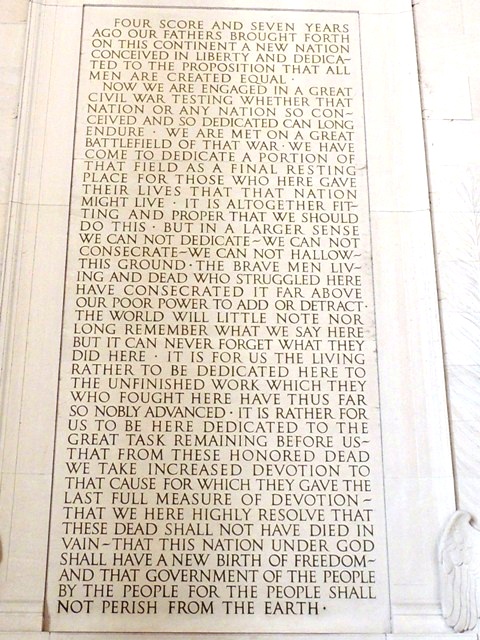 FOUR SCORE AND SEVEN YEARS
AGO OUR FATHERS BROUGHT FORTH
ON THIS CONTINENT A NEW NATION
CONCEIVED IN LIBERTY AND DEDICA-
TED TO THE PROPOSITION THAT ALL
MEN ARE CREATED EQUAL ·
NOW WE ARE ENGAGED IN A GREAT
CIVIL WAR TESTING WHETHER THAT
NATION OR ANY NATION SO CON-
CEIVED AND SO DEDICATED CAN LONG
ENDURE · WE ARE MET ON A GREAT
BATTLEFIELD OF THAT WAR · WE HAVE
COME TO DEDICATE A PORTION OF
THAT FIELD AS A FINAL RESTING
PLACE FOR THOSE WHO HERE GAVE
THEIR LIVES THAT THAT NATION
MIGHT LIVE · IT IS ALTOGETHER FIT-
TING AND PROPER THAT WE SHOULD
DO THIS · BUT IN A LARGER SENSE
WE CAN NOT DEDICATE~WE CAN NOT
CONSECRATE~WE CAN NOT HALLOW~
THIS GROUND · THE BRAVE MEN LIV-
ING AND DEAD WHO STRUGGLED HERE
HAVE CONSECRATED IT FAR ABOVE
OUR POOR POWER TO ADD OR DETRACT ·
THE WORLD WILL LITTLE NOTE NOR
LONG REMEMBER WHAT WE SAY HERE
BUT IT CAN NEVER FORGET WHAT THEY
DID HERE · IT IS FOR US THE LIVING
RATHER TO BE DEDICATED HERE TO
THE UNFINISHED WORK WHICH THEY
WHO FOUGHT HERE HAVE THUS FAR
SO NOBLY ADVANCED · IT IS RATHER FOR
US TO BE HERE DEDICATED TO THE
GREAT TASK REMAINING BEFORE US~
THAT FROM THESE HONORED DEAD
WE TAKE INCREASED DEVOTION TO
THAT CAUSE FOR WHICH THEY GAVE THE
LAST FULL MEASURE OF DEVOTION~
THAT WE HERE HIGHLY RESOLVE THAT
THESE DEAD SHALL NOT HAVE DIED IN
VAIN~THAT THIS NATION UNDER GOD
SHALL HAVE A NEW BIRTH OF FREEDOM~
AND THAT GOVERNMENT OF THE PEOPLE
BY THE PEOPLE FOR THE PEOPLE SHALL
NOT PERISH FROM THE EARTH ·